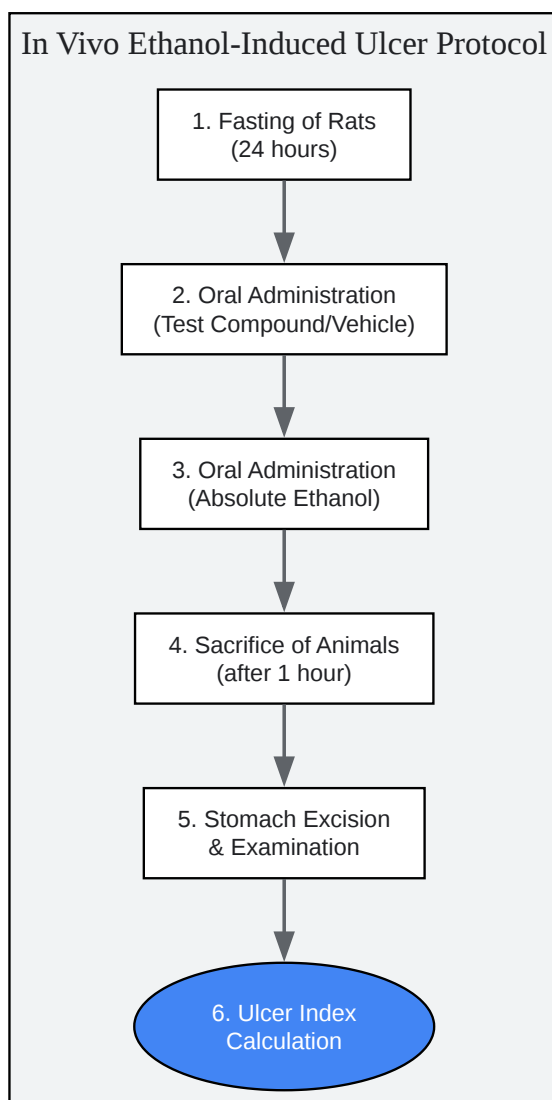 In Vivo Ethanol-Induced Ulcer Protocol
1. Fasting of Rats
(24 hours)
2. Oral Administration
(Test Compound/Vehicle)
3. Oral Administration
(Absolute Ethanol)
4. Sacrifice of Animals
(after 1 hour)
5. Stomach Excision
& Examination
6. Ulcer Index
Calculation